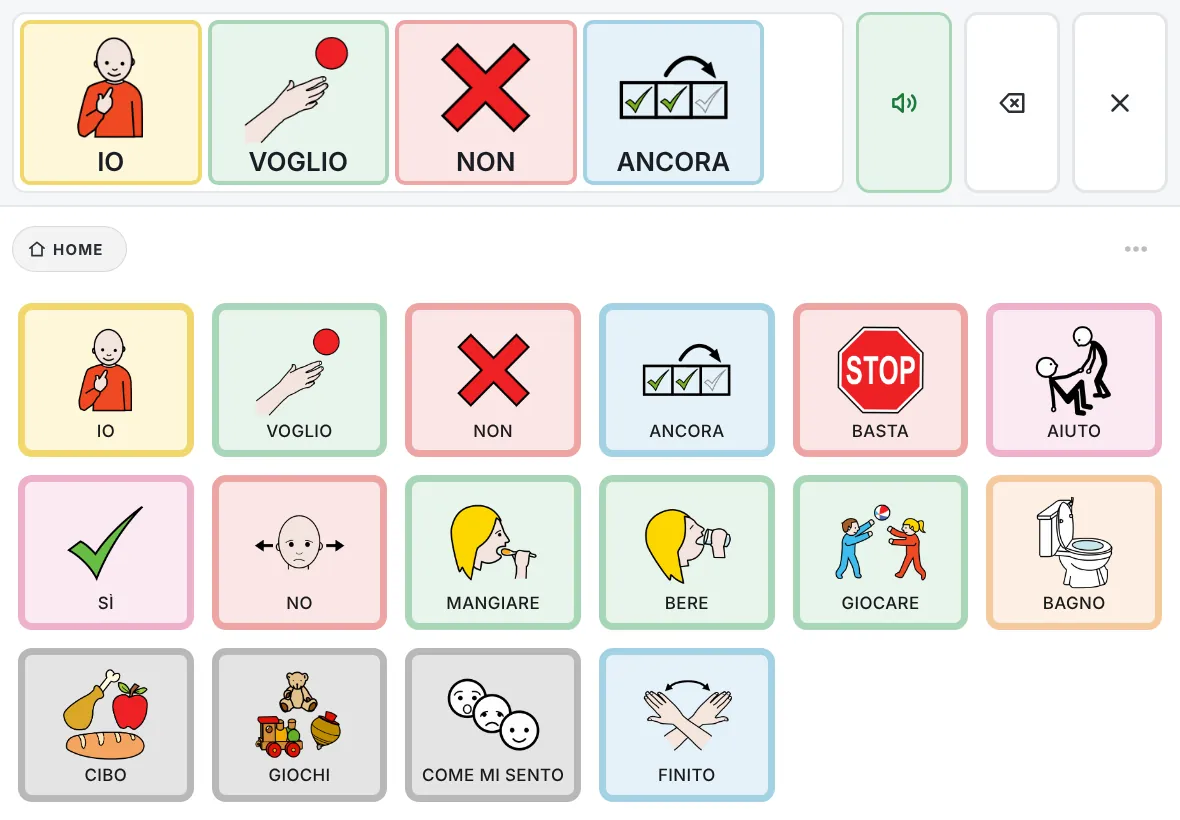 IO VOGLIO NON ANCORA
HOME
IO VOGLIO NON ANCORA STOP BASTA AIUTO
SÌ NO MANGIARE BERE GIOCARE BAGNO
CIBO GIOCHI COME MI SENTO FINITO